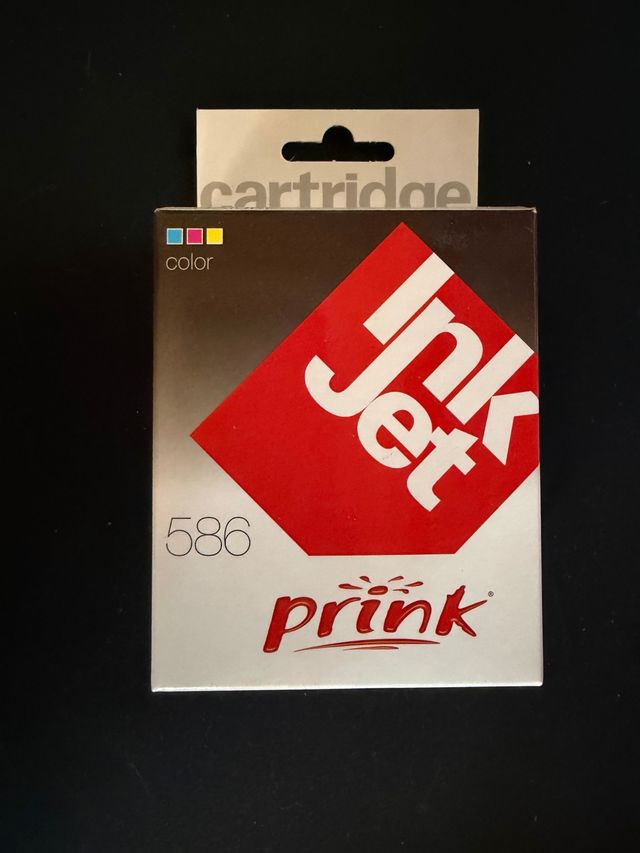 cartridge
color
Ink
Jet
586
prink®